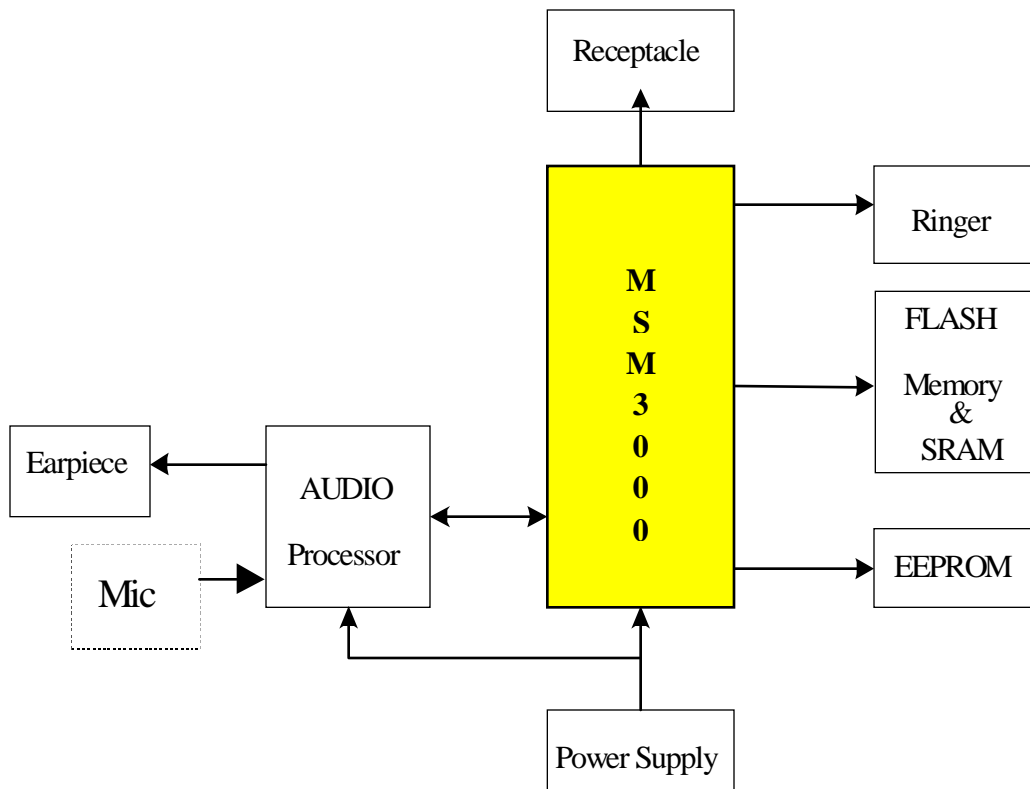 Receptacle
Ringer
M
S
M
3
0
0
0
FLASH
Memory
&
SRAM
Earpiece
AUDIO
Processor
Mic
EEPROM
Power Supply